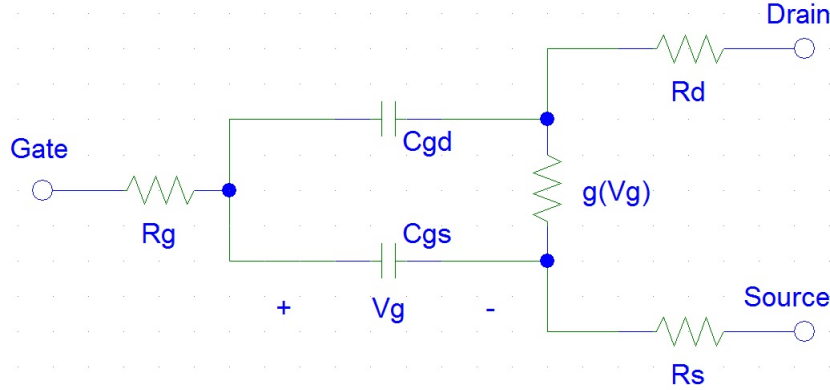 Drain
Rd
Cgd
Gate
g(Vg)
Rg
Cgs
+ Vg -
Source
Rs